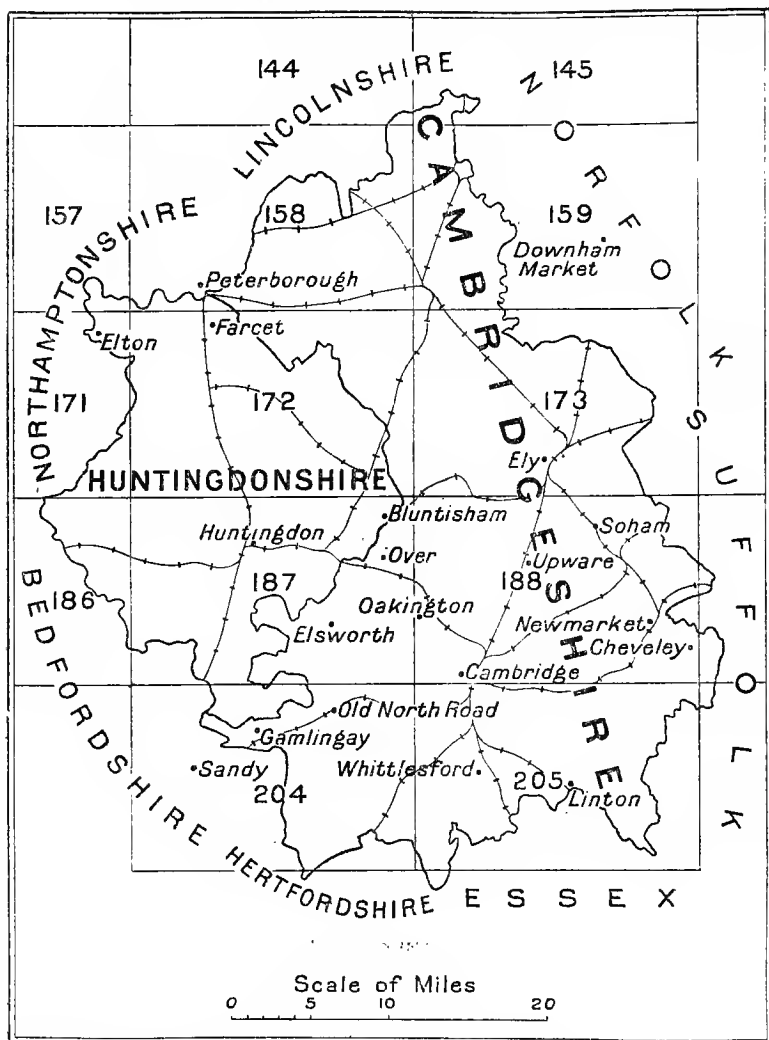 144
145
LINCOLNSHIRE
NORFOLK
CAMBRIDGESHIRE
157
158
159
NORTHAMPTONSHIRE
Downham
Market
Peterborough
Farcet
Elton
171
172
173
SUFFOLK
Ely
HUNTINGDONSHIRE
Bluntisham
Huntingdon
Soham
Over
Upware
186
187
188
Oakington
Elsworth
Newmarket
Cheveley
BEDFORDSHIRE
Cambridge
Old North Road
Gamlingay
Sandy
Whittlesford
204
205
Linton
HERTFORDSHIRE
ESSEX
Scale of Miles
0 6 10 20